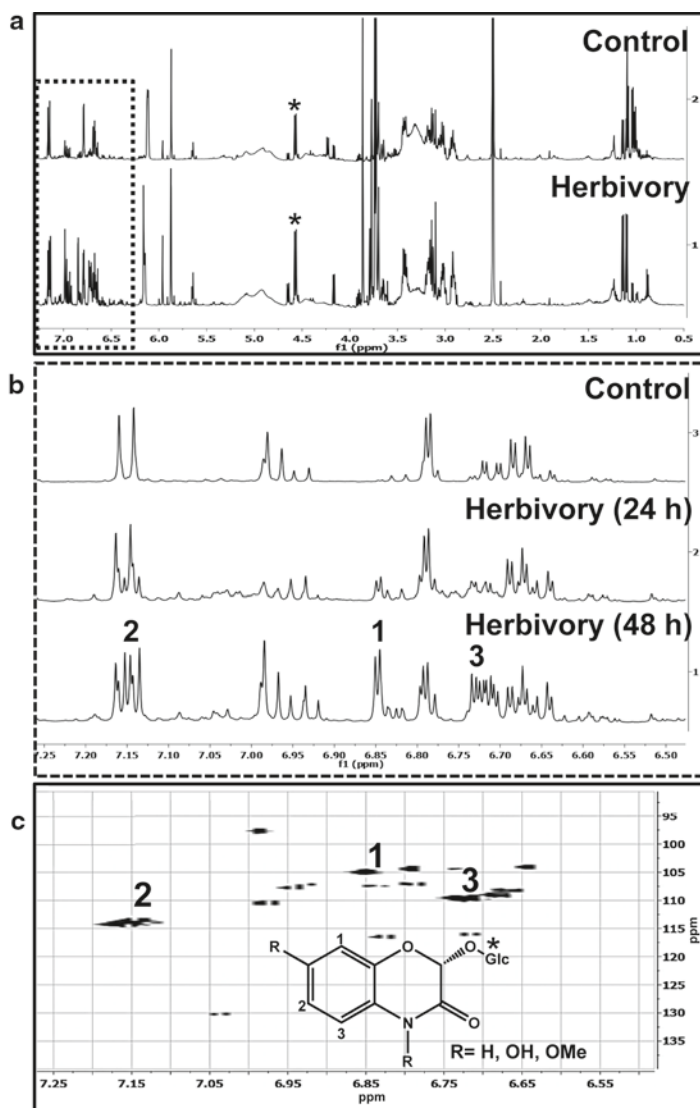 a
Control
2
*
Herbivory
*
1
7.0 6.5 6.0 5.5 5.0 4.5 4.0 3.5 3.0 2.5 2.0 1.5 1.0 0.5
f1 (ppm)
b
Control
3
Herbivory (24 h)
2
Herbivory (48 h)
2
1
3
1
7.25 7.20 7.15 7.10 7.05 7.00 6.95 6.90 6.85 6.80 6.75 6.70 6.65 6.60 6.55 6.50
f1 (ppm)
c
95
1
100
2
3
105
110
115
120
125
130
135
ppm
R
1
O
O
*
Glc
2
3
N
O
R
R= H, OH, OMe
7.25 7.15 7.05 6.95 6.85 6.75 6.65 6.55
ppm